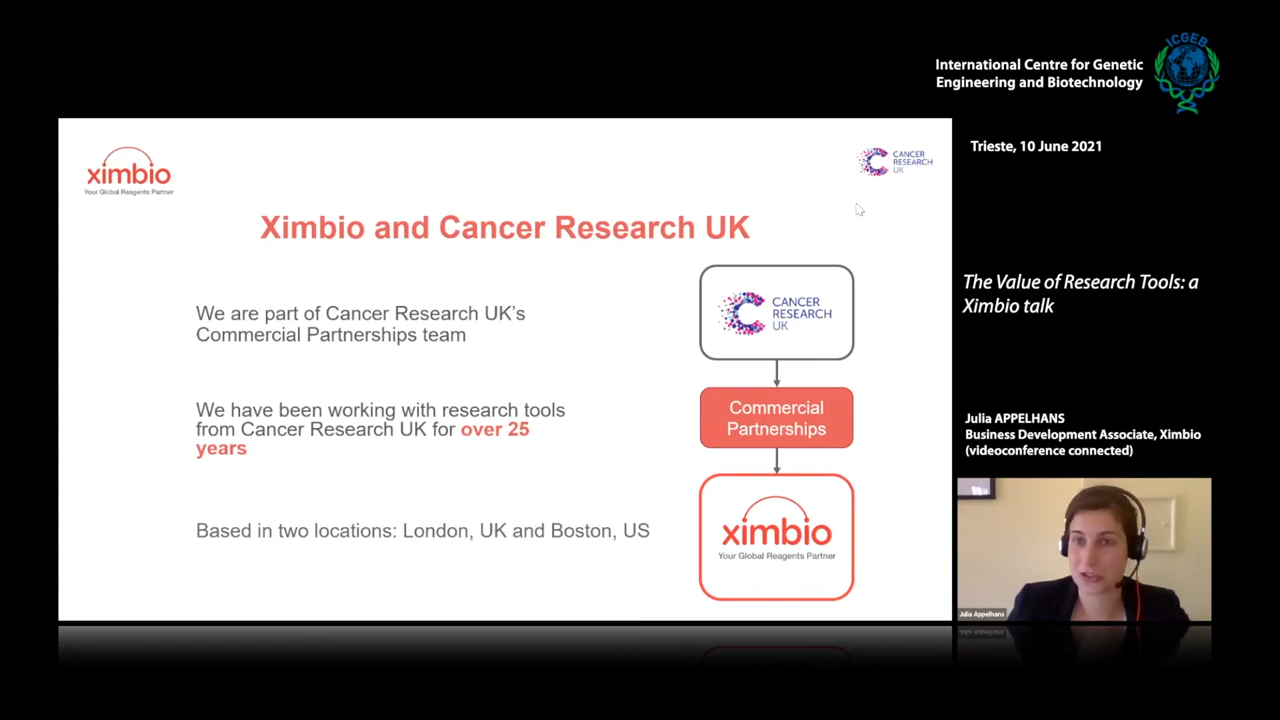 ICGEB
International Centre for Genetic
Engineering and Biotechnology
Trieste, 10 June 2021
ximbio
Your Global Reagents Partner
CANCER
RESEARCH
UK
Ximbio and Cancer Research UK
We are part of Cancer Research UK’s
Commercial Partnerships team
We have been working with research tools
from Cancer Research UK for over 25
years
Based in two locations: London, UK and Boston, US
CANCER
RESEARCH
UK
Commercial
Partnerships
ximbio
Your Global Reagents Partner
The Value of Research Tools: a
Ximbio talk
Julia APPELHANS
Business Development Associate, Ximbio
(videoconference connected)
Julia Appelhans